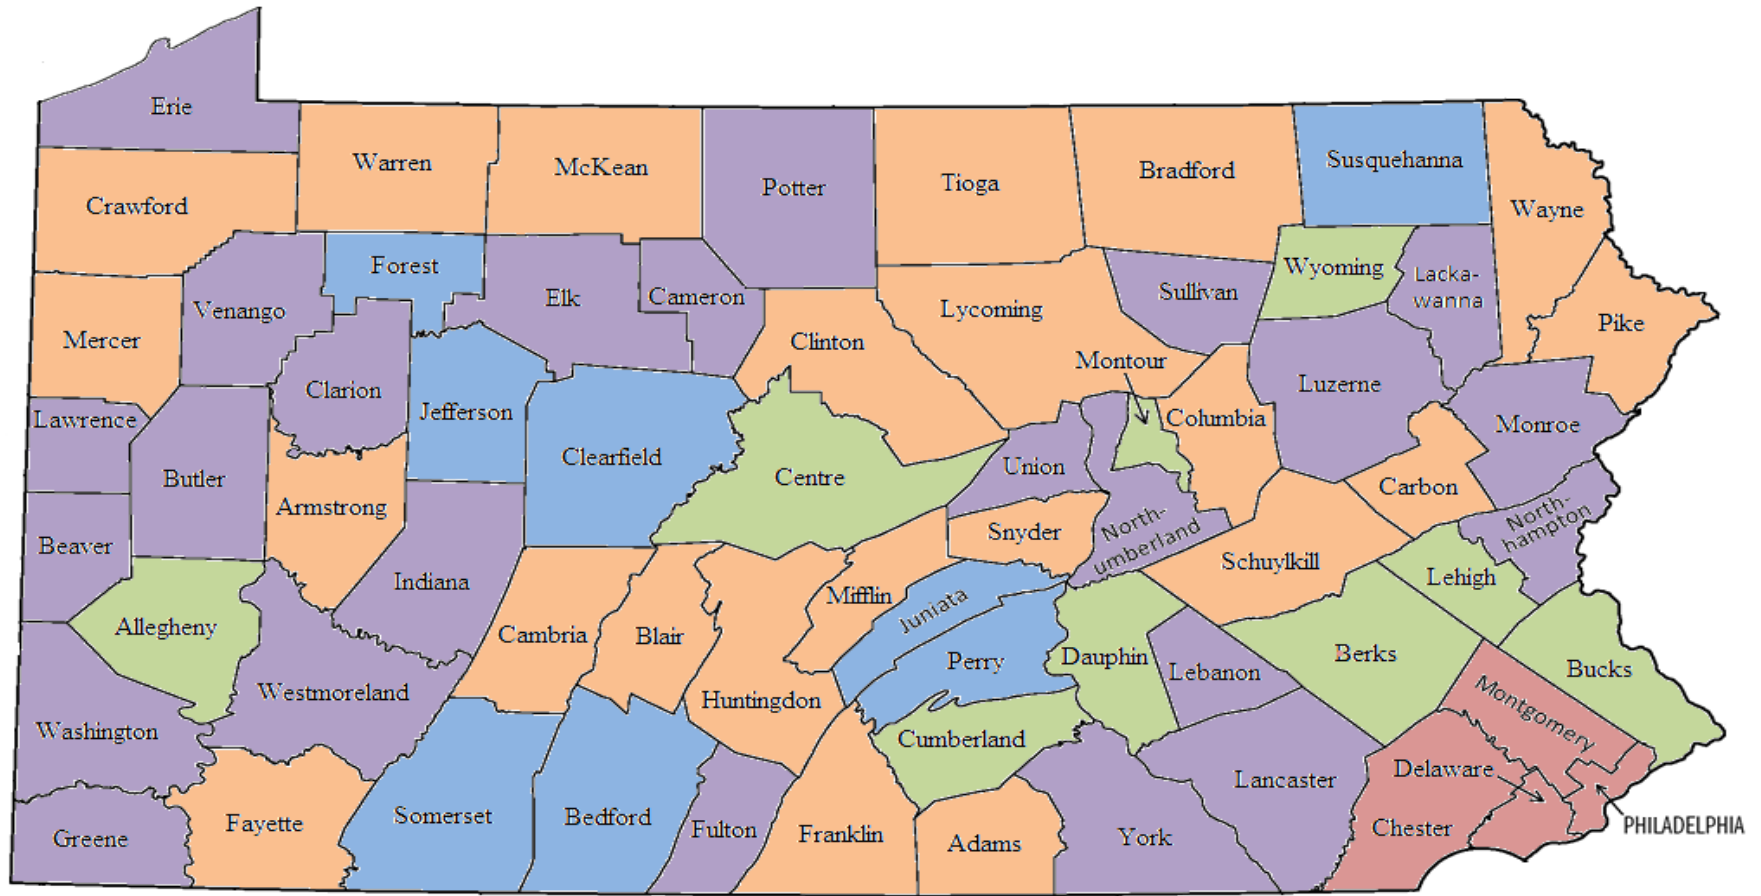 Erie
Warren
McKean
Potter
Tioga
Bradford
Susquehanna
Wayne
Crawford
Forest
Elk
Cameron
Sullivan
Wyoming
Lacka-
wanna
Venango
Mercer
Clinton
Lycoming
Pike
Montour
Clarion
Luzerne
Lawrence
Jefferson
Columbia
Monroe
Butler
Clearfield
Centre
Union
Carbon
Armstrong
Snyder
North-
umberland
North-
hampton
Beaver
Indiana
Schuylkill
Lehigh
Allegheny
Mifflin
Juniata
Cambria
Blair
Perry
Dauphin
Lebanon
Berks
Bucks
Westmoreland
Huntingdon
Montgomery
Washington
Cumberland
Lancaster
Delaware
Greene
Fayette
Somerset
Bedford
Fulton
Franklin
Adams
York
Chester
PHILADELPHIA